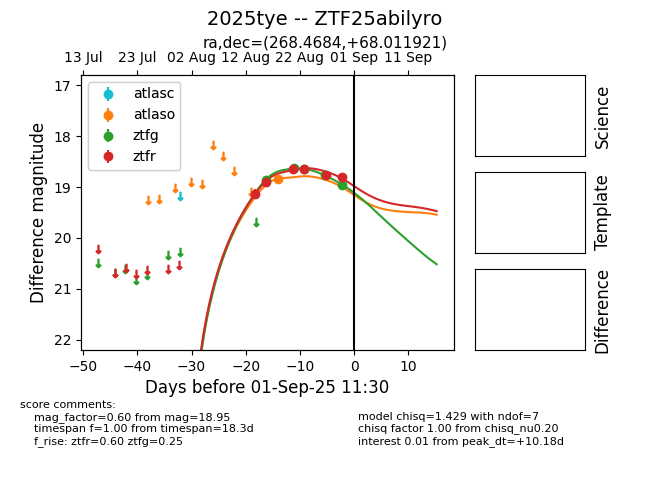 2025tye -- ZTF25abilyro
ra,dec=(268.4684,+68.011921)
13 Jul 23 Jul 02 Aug 12 Aug 22 Aug 01 Sep 11 Sep
17
18
19
20
21
22
Difference magnitude
atlasc
atlaso
ztfg
ztfr
−50 −40 −30 −20 −10 0 10
Days before 01-Sep-25 11:30
Science
Template
Difference
score comments:
mag_factor=0.60 from mag=18.95
timespan f=1.00 from timespan=18.3d
f_rise: ztfr=0.60 ztfg=0.25
model chisq=1.429 with ndof=7
chisq factor 1.00 from chisq_nu0.20
interest 0.01 from peak_dt=+10.18d